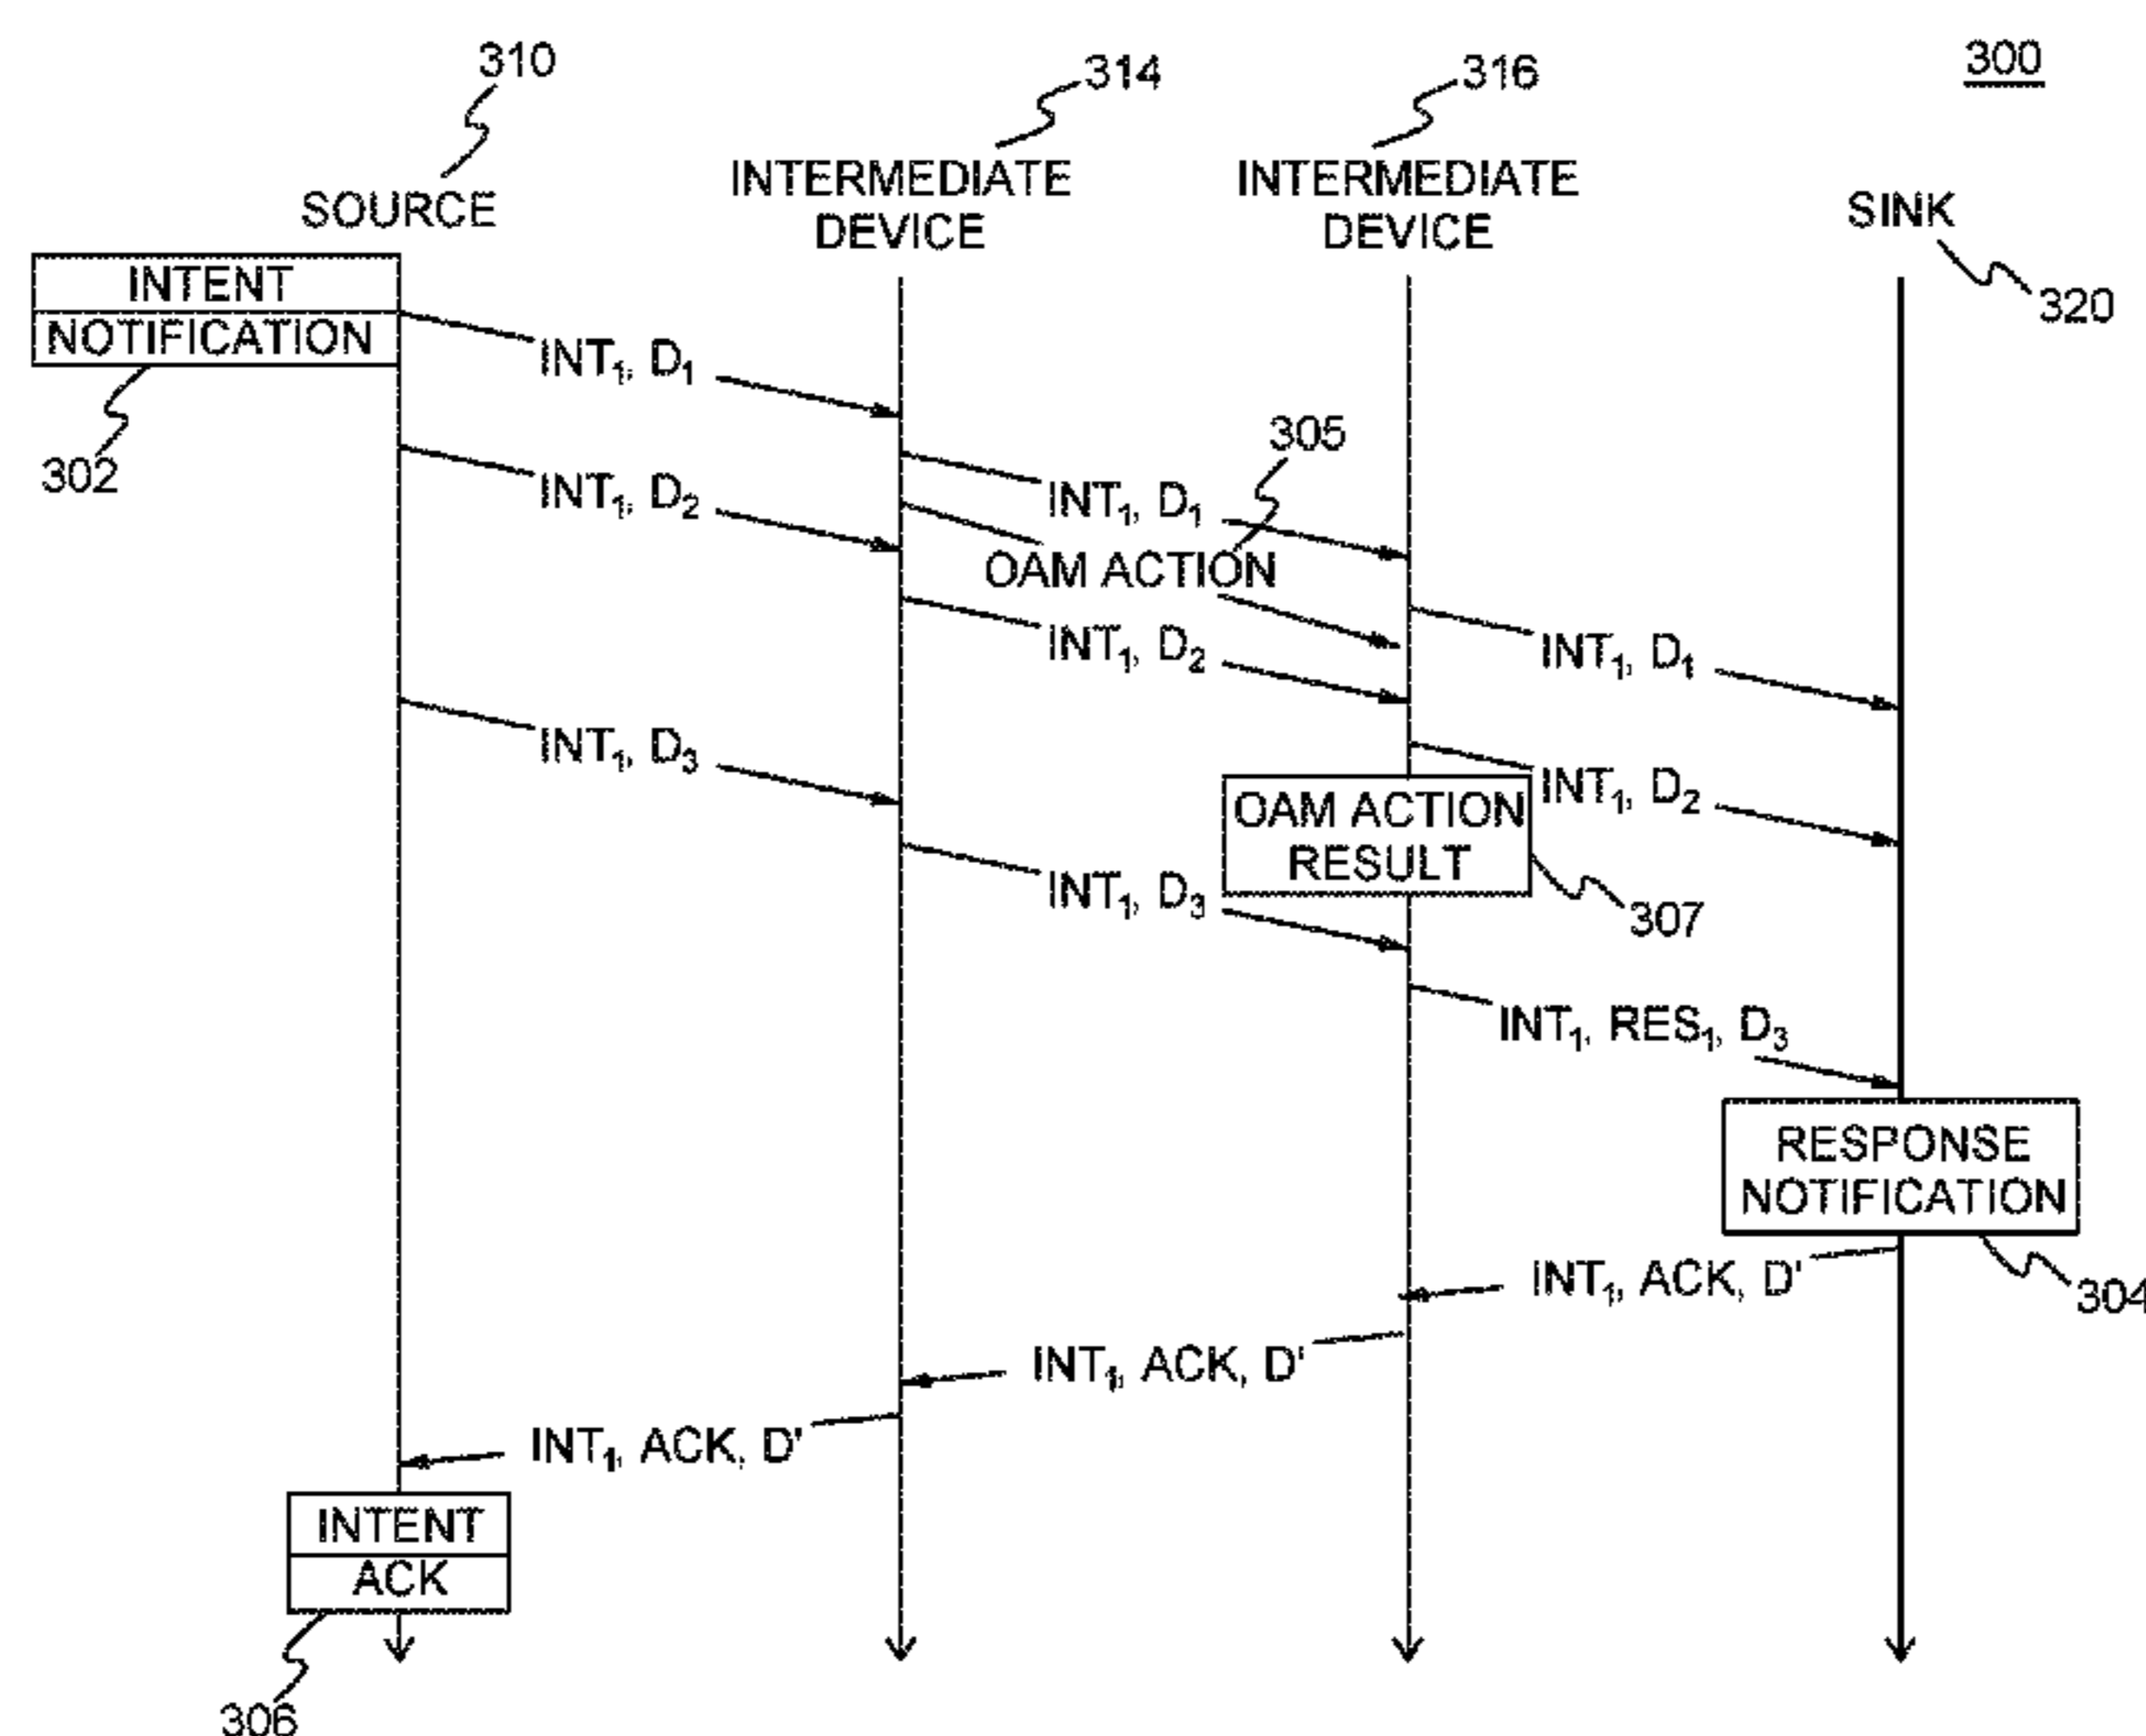 300
310
314
316
SOURCE
INTERMEDIATE
DEVICE
INTERMEDIATE
DEVICE
SINK
320
INTENT
NOTIFICATION
302
INT₁, D₁
INT₁, D₂
INT₁, D₁
305
OAM ACTION
INT₁, D₂
INT₁, D₁
INT₁, D₃
INT₁, D₂
OAM ACTION
RESULT
307
INT₁, D₃
INT₁, RES₁, D₃
RESPONSE
NOTIFICATION
304
INT₁, ACK, D'
INT₁, ACK, D'
INT₁, ACK, D'
INTENT
ACK
306